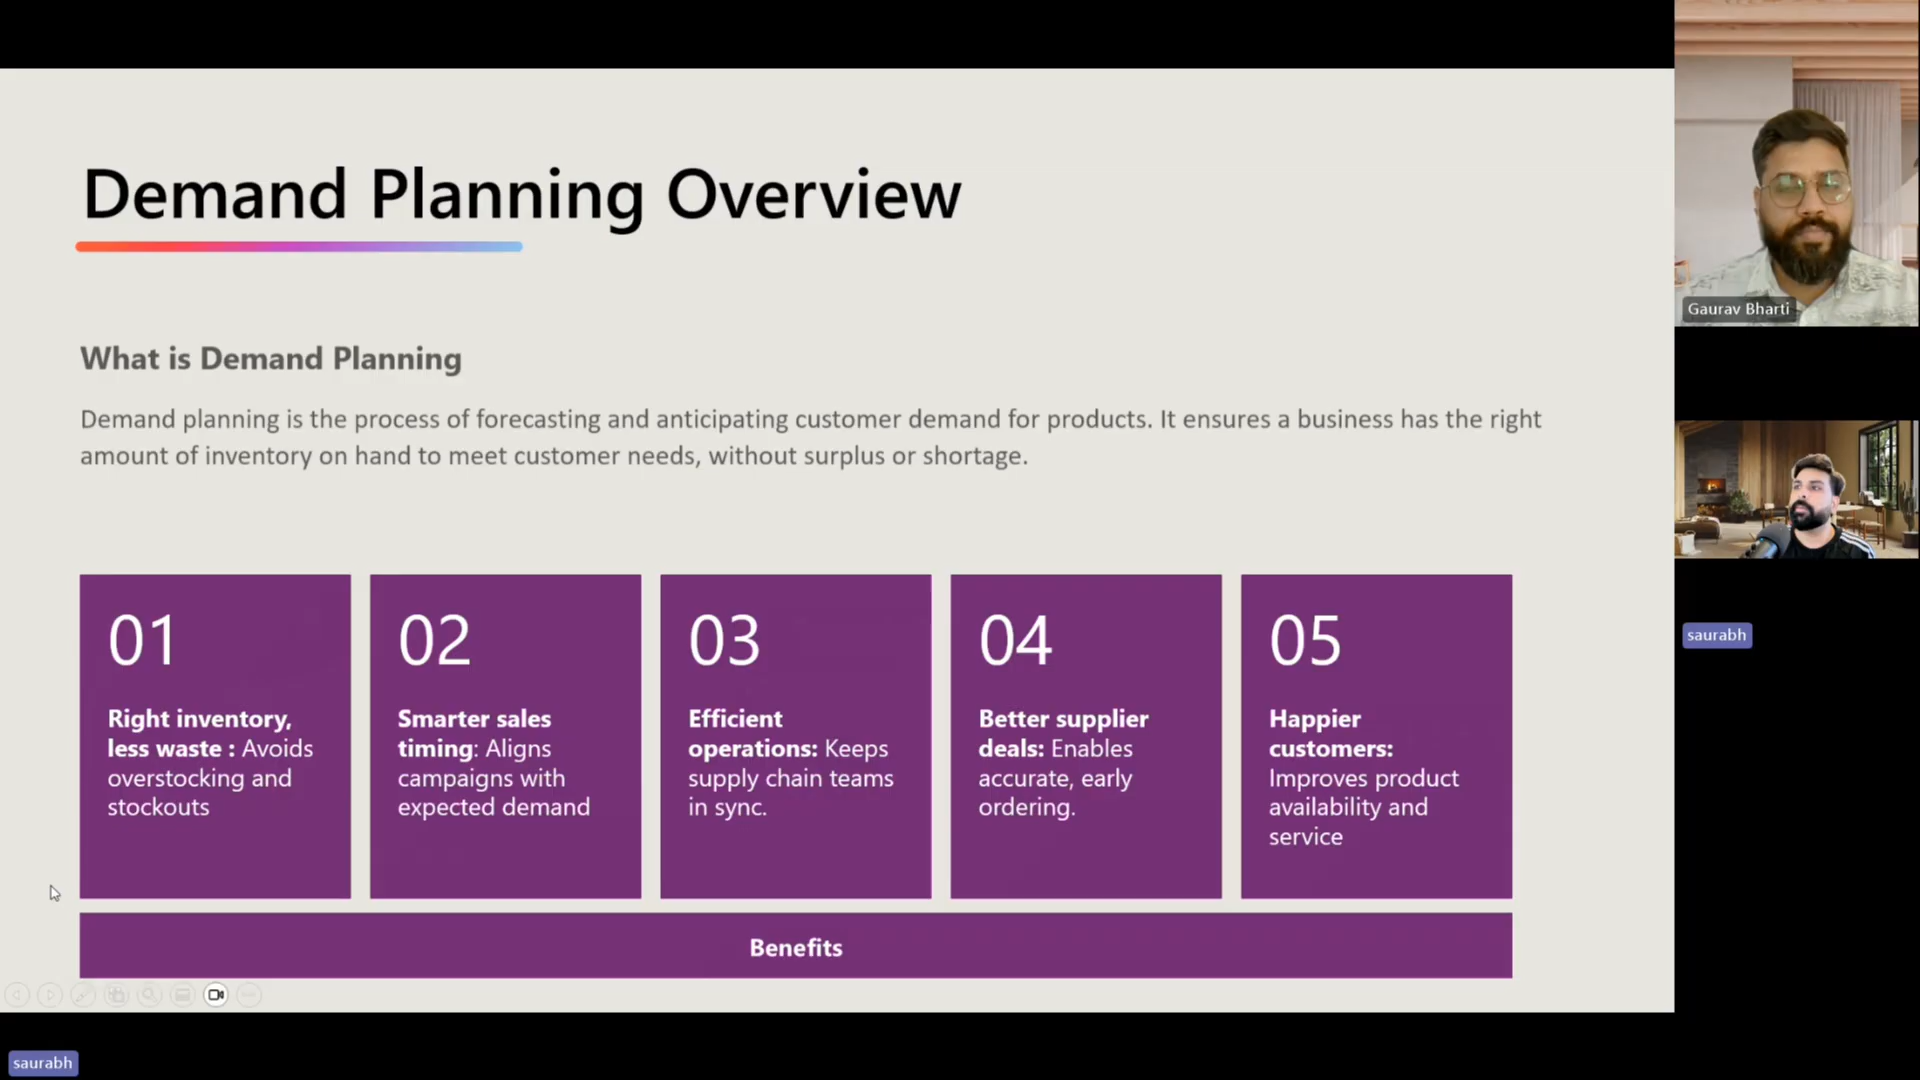 Demand Planning Overview
What is Demand Planning
Demand planning is the process of forecasting and anticipating customer demand for products. It ensures a business has the right
amount of inventory on hand to meet customer needs, without surplus or shortage.
01
Right inventory,
less waste : Avoids
overstocking and
stockouts
02
Smarter sales
timing: Aligns
campaigns with
expected demand
03
Efficient
operations: Keeps
supply chain teams
in sync.
04
Better supplier
deals: Enables
accurate, early
ordering.
05
Happier
customers:
Improves product
availability and
service
Benefits
Gaurav Bharti
saurabh
saurabh